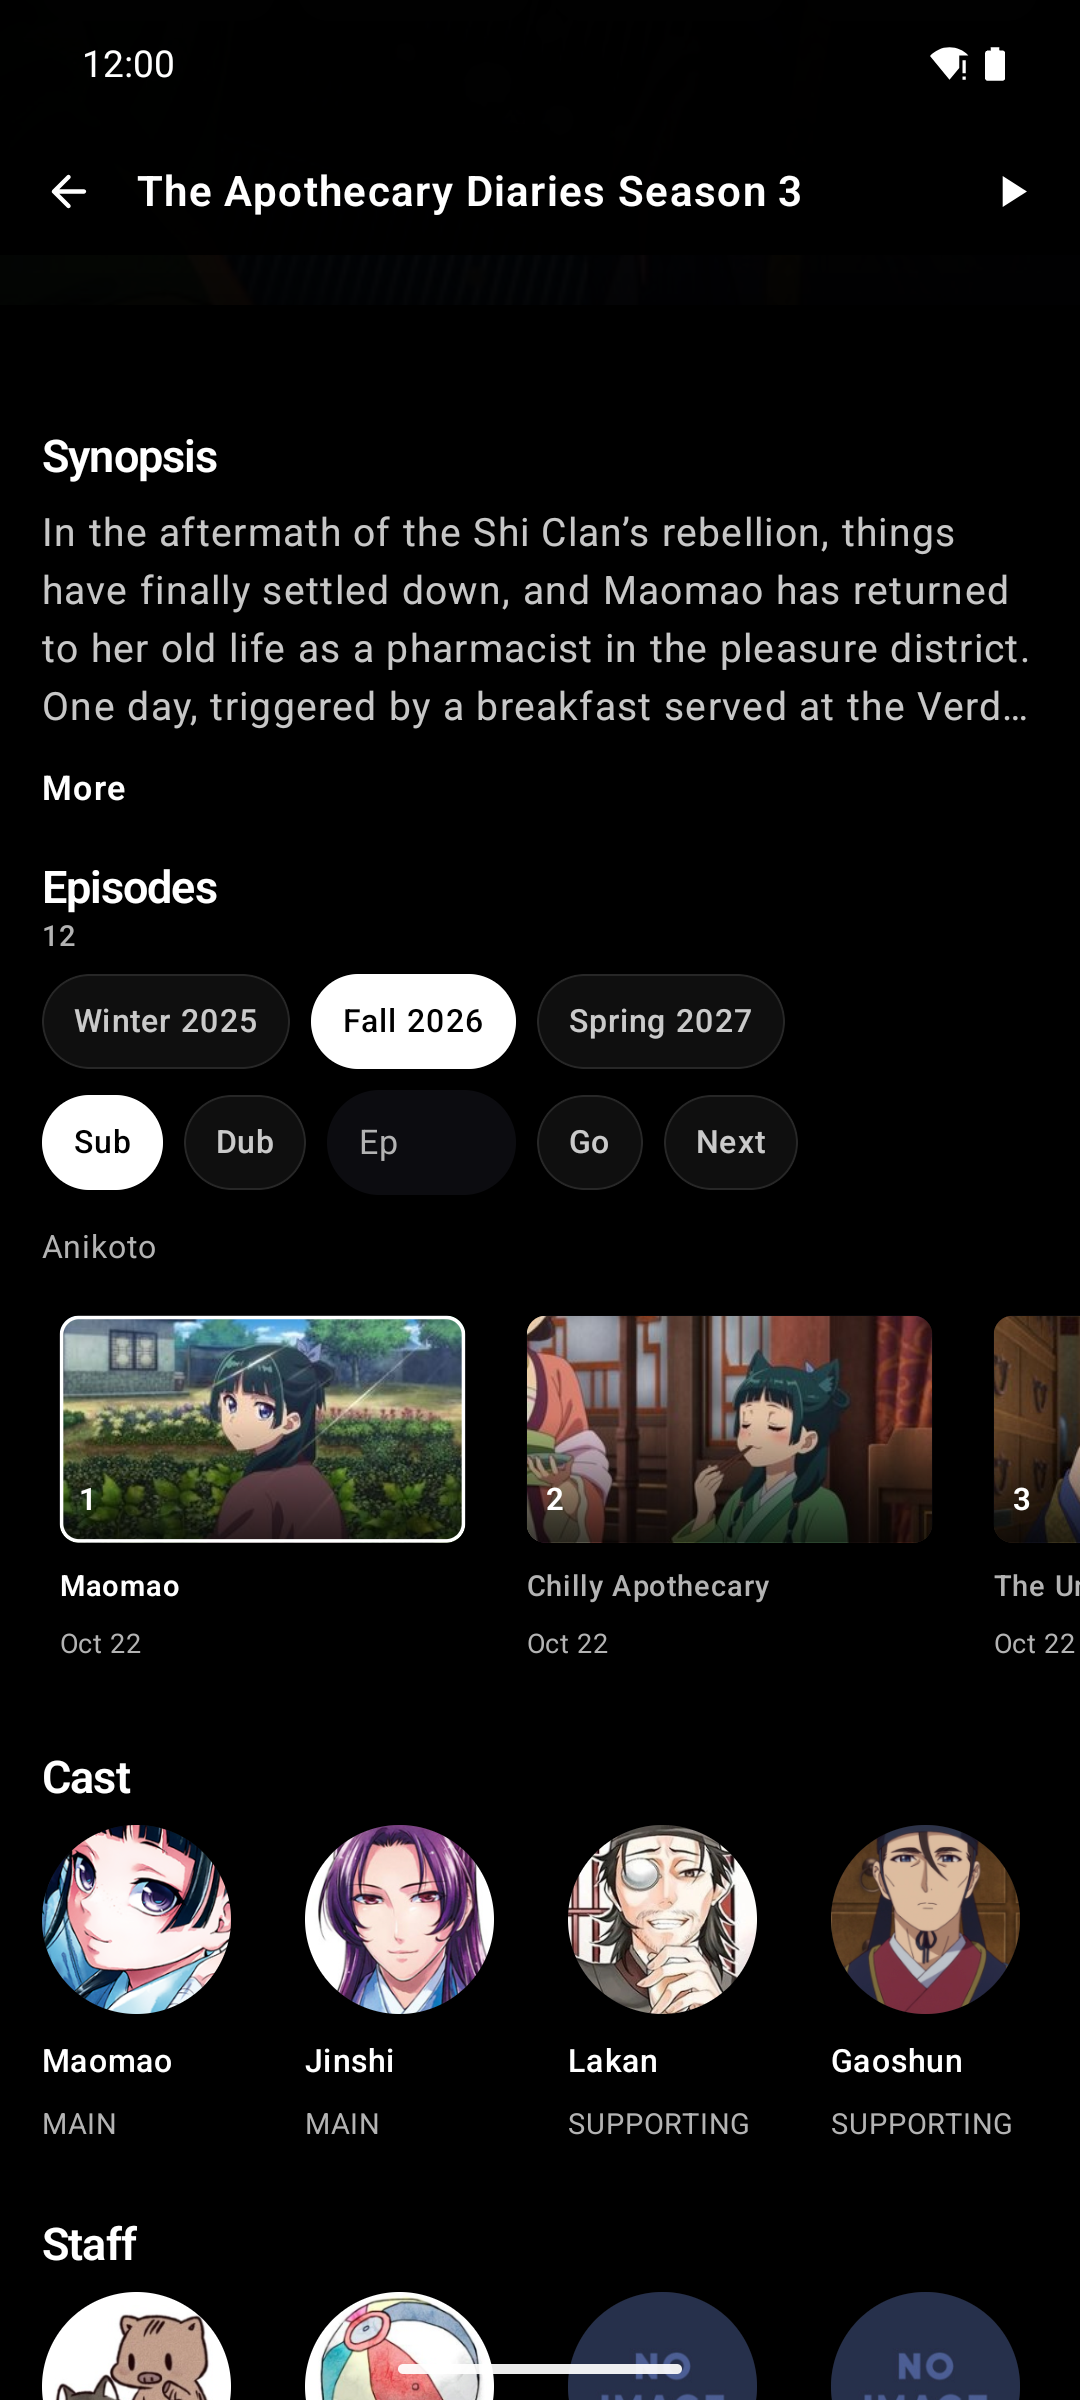 12:00
The Apothecary Diaries Season 3
Synopsis
In the aftermath of the Shi Clan’s rebellion, things
have finally settled down, and Maomao has returned
to her old life as a pharmacist in the pleasure district.
One day, triggered by a breakfast served at the Verd…
More
Episodes
12
Winter 2025 Fall 2026 Spring 2027
Sub Dub Ep Go Next
Anikoto
1 2 3
Maomao Chilly Apothecary The
Oct 22 Oct 22 Oct 22
Cast
Maomao Jinshi Lakan Gaoshun
MAIN MAIN SUPPORTING SUPPORTING
Staff
NO NO